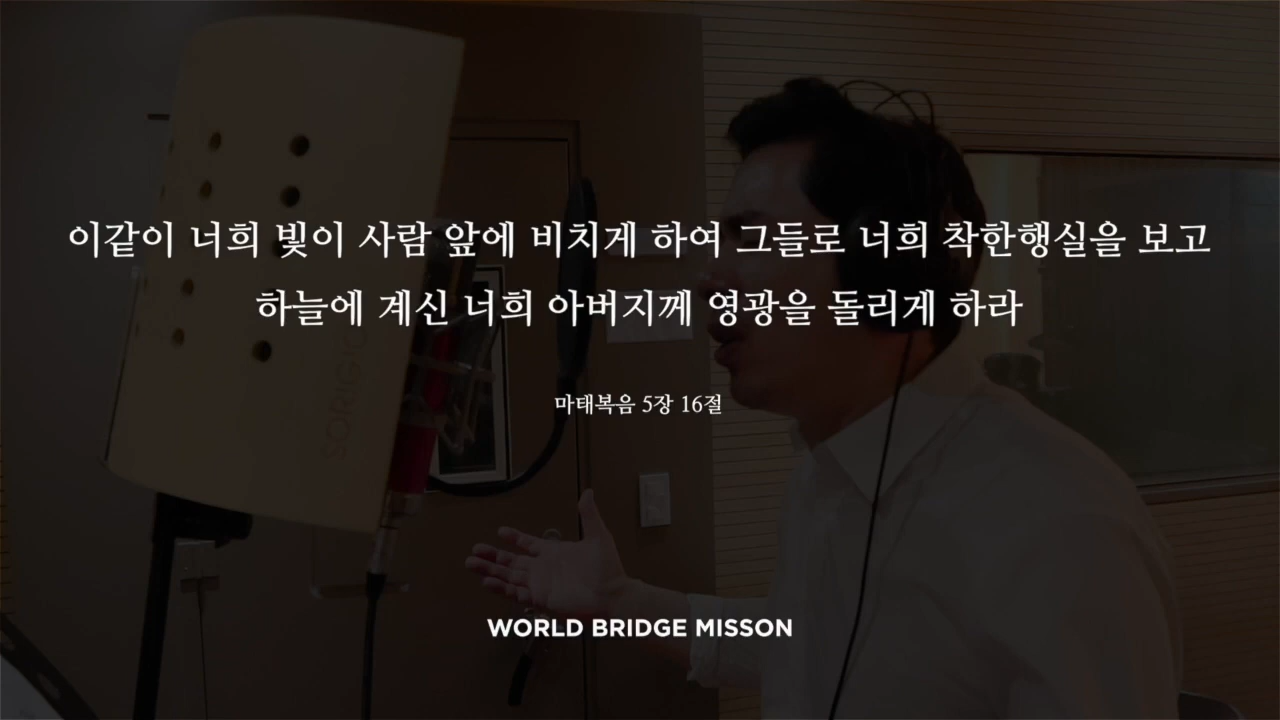 이같이 너희 빛이 사람 앞에 비치게 하여 그들로 너희 착한행실을 보고
하늘에 계신 너희 아버지께 영광을 돌리게 하라
마태복음 5장 16절
WORLD BRIDGE MISSON